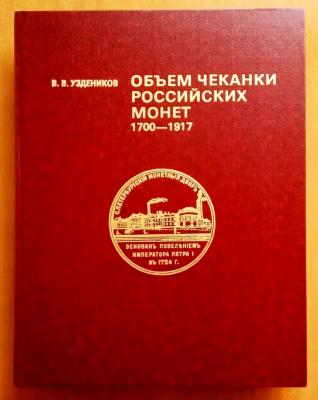 В. В. УЗДЕНИКОВ
ОБЪЕМ ЧЕКАНКИ
РОССИЙСКИХ
МОНЕТ
1700—1917
С.ПЕТЕРБУРГСКIЙ МОНЕТНЫЙ ДВОРЪ
ОСНОВАНЪ ПОВЕЛѢНIЕМЪ
ИМПЕРАТОРА ПЕТРА I
ВЪ 1724 Г.